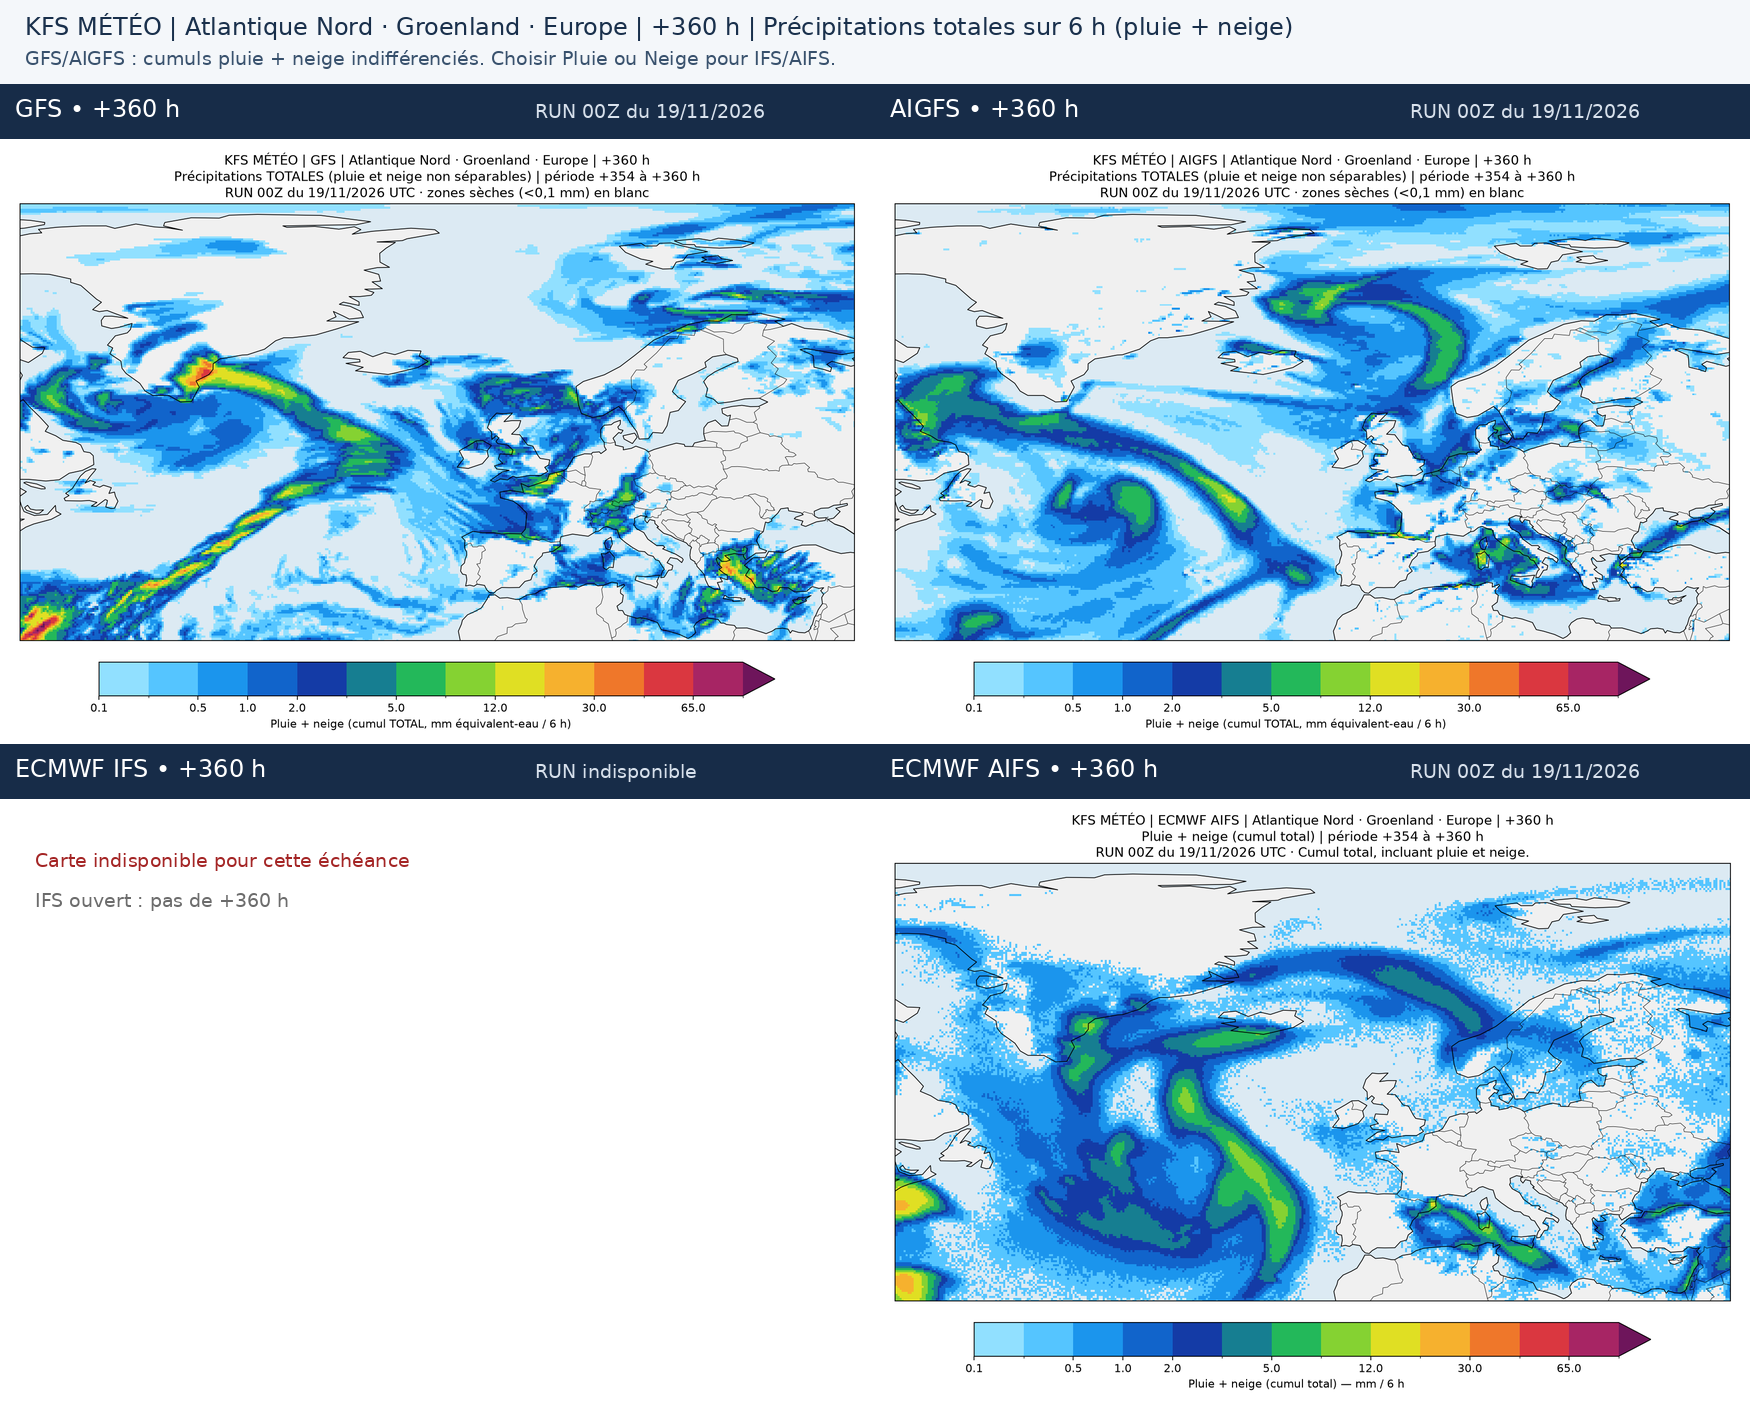 KFS MÉTÉO | Atlantique Nord · Groenland · Europe | +360 h | Précipitations totales sur 6 h (pluie + neige)
GFS/AIGFS : cumuls pluie + neige indifférenciés. Choisir Pluie ou Neige pour IFS/AIFS.
GFS • +360 h
RUN 00Z du 19/11/2026
AIGFS • +360 h
RUN 00Z du 19/11/2026
KFS MÉTÉO | GFS | Atlantique Nord · Groenland · Europe | +360 h
Précipitations TOTALES (pluie et neige non séparables) | période +354 à +360 h
RUN 00Z du 19/11/2026 UTC · zones sèches (<0,1 mm) en blanc
KFS MÉTÉO | AIGFS | Atlantique Nord · Groenland · Europe | +360 h
Précipitations TOTALES (pluie et neige non séparables) | période +354 à +360 h
RUN 00Z du 19/11/2026 UTC · zones sèches (<0,1 mm) en blanc
0.1 0.5 1.0 2.0 5.0 12.0 30.0 65.0
Pluie + neige (cumul TOTAL, mm équivalent-eau / 6 h)
0.1 0.5 1.0 2.0 5.0 12.0 30.0 65.0
Pluie + neige (cumul TOTAL, mm équivalent-eau / 6 h)
ECMWF IFS • +360 h
RUN indisponible
ECMWF AIFS • +360 h
RUN 00Z du 19/11/2026
Carte indisponible pour cette échéance
IFS ouvert : pas de +360 h
KFS MÉTÉO | ECMWF AIFS | Atlantique Nord · Groenland · Europe | +360 h
Pluie + neige (cumul total) | période +354 à +360 h
RUN 00Z du 19/11/2026 UTC · Cumul total, incluant pluie et neige.
0.1 0.5 1.0 2.0 5.0 12.0 30.0 65.0
Pluie + neige (cumul total) — mm / 6 h